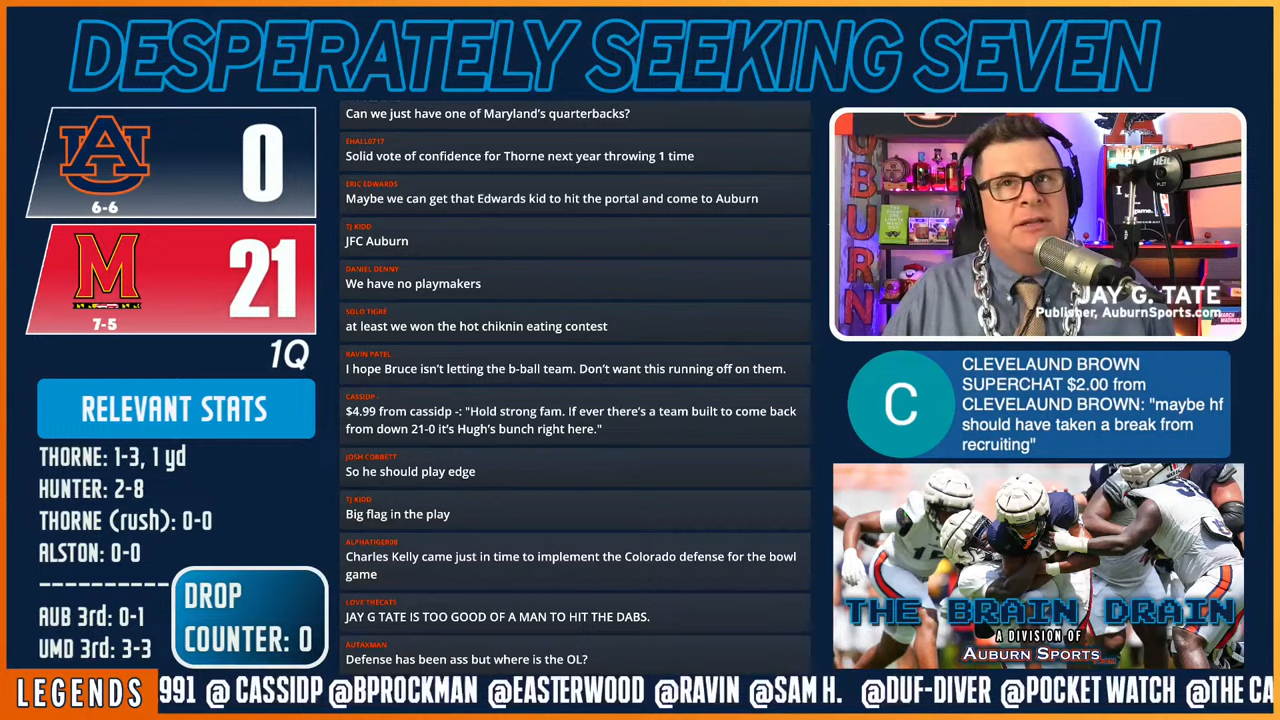 DESPERATELY SEEKING SEVEN
AU
0
6-6
M
21
7-5
1Q
RELEVANT STATS
THORNE: 1-3, 1 yd
HUNTER: 2-8
THORNE (rush): 0-0
ALSTON: 0-0
----------
AUB 3rd: 0-1
UMD 3rd: 3-3
DROP
COUNTER: 0
Can we just have one of Maryland's quarterbacks?
EHALL0717
Solid vote of confidence for Thorne next year throwing 1 time
ERIC EDWARDS
Maybe we can get that Edwards kid to hit the portal and come to Auburn
TJ KIDD
JFC Auburn
DANIEL DENNY
We have no playmakers
SOLO TIGRÉ
at least we won the hot chiknin eating contest
RAVIN PATEL
I hope Bruce isn't letting the b-ball team. Don't want this running off on them.
CASSIDP -
$4.99 from cassidp -: "Hold strong fam. If ever there's a team built to come back
from down 21-0 it's Hugh's bunch right here."
JOSH CORBETT
So he should play edge
TJ KIDD
Big flag in the play
ALPHATIGER08
Charles Kelly came just in time to implement the Colorado defense for the bowl
game
LOVE THECATS
JAY G TATE IS TOO GOOD OF A MAN TO HIT THE DABS.
AUTAXMAN
Defense has been ass but where is the OL?
UBURN
HEIL
JAY G. TATE
Publisher, AuburnSports.com
C
CLEVELAUND BROWN
SUPERCHAT $2.00 from
CLEVELAUND BROWN: "maybe hf
should have taken a break from
recruiting"
THE BRAIN DRAIN
A DIVISION OF
AUBURN SPORTS.COM
LEGENDS
991 @ CASSIDP @BPROCKMAN @EASTERWOOD @RAVIN @SAM H. @DUF-DIVER @POCKET WATCH @THE CA